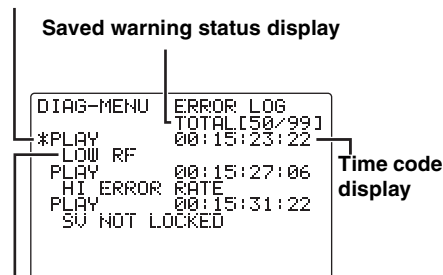 Saved warning status display
DIAG-MENU ERROR LOG
TOTAL[50/99]
*PLAY 00:15:23:22
LOW RF
PLAY 00:15:27:06
HI ERROR RATE
PLAY 00:15:31:22
SV NOT LOCKED
Time code
display